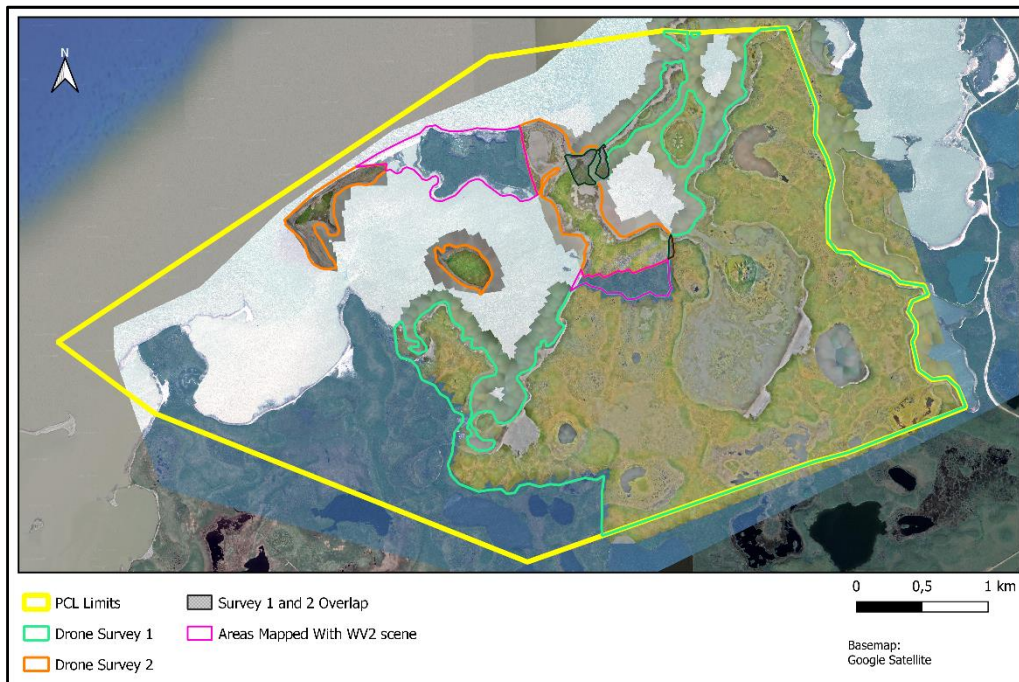 N
PCL Limits
Survey 1 and 2 Overlap
Drone Survey 1
Areas Mapped With WV2 scene
Drone Survey 2
0 0,5 1 km
Basemap:
Google Satellite